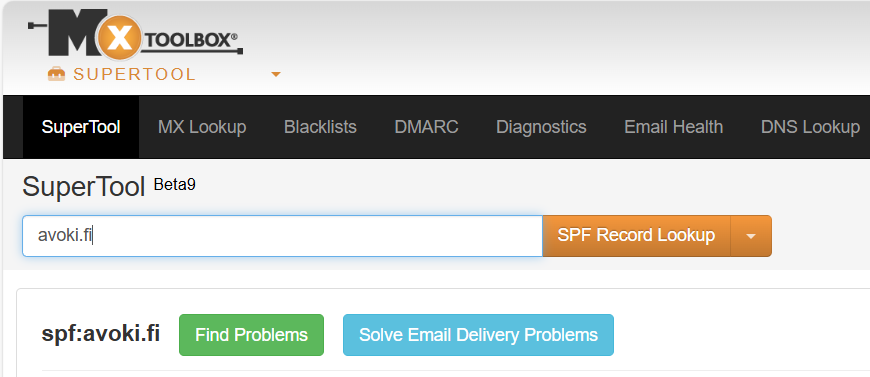 MX TOOLBOX®
SUPERTOOL
SuperTool MX Lookup Blacklists DMARC Diagnostics Email Health DNS Lookup
SuperTool Beta9
avoki.fi SPF Record Lookup
spf:avoki.fi Find Problems Solve Email Delivery Problems